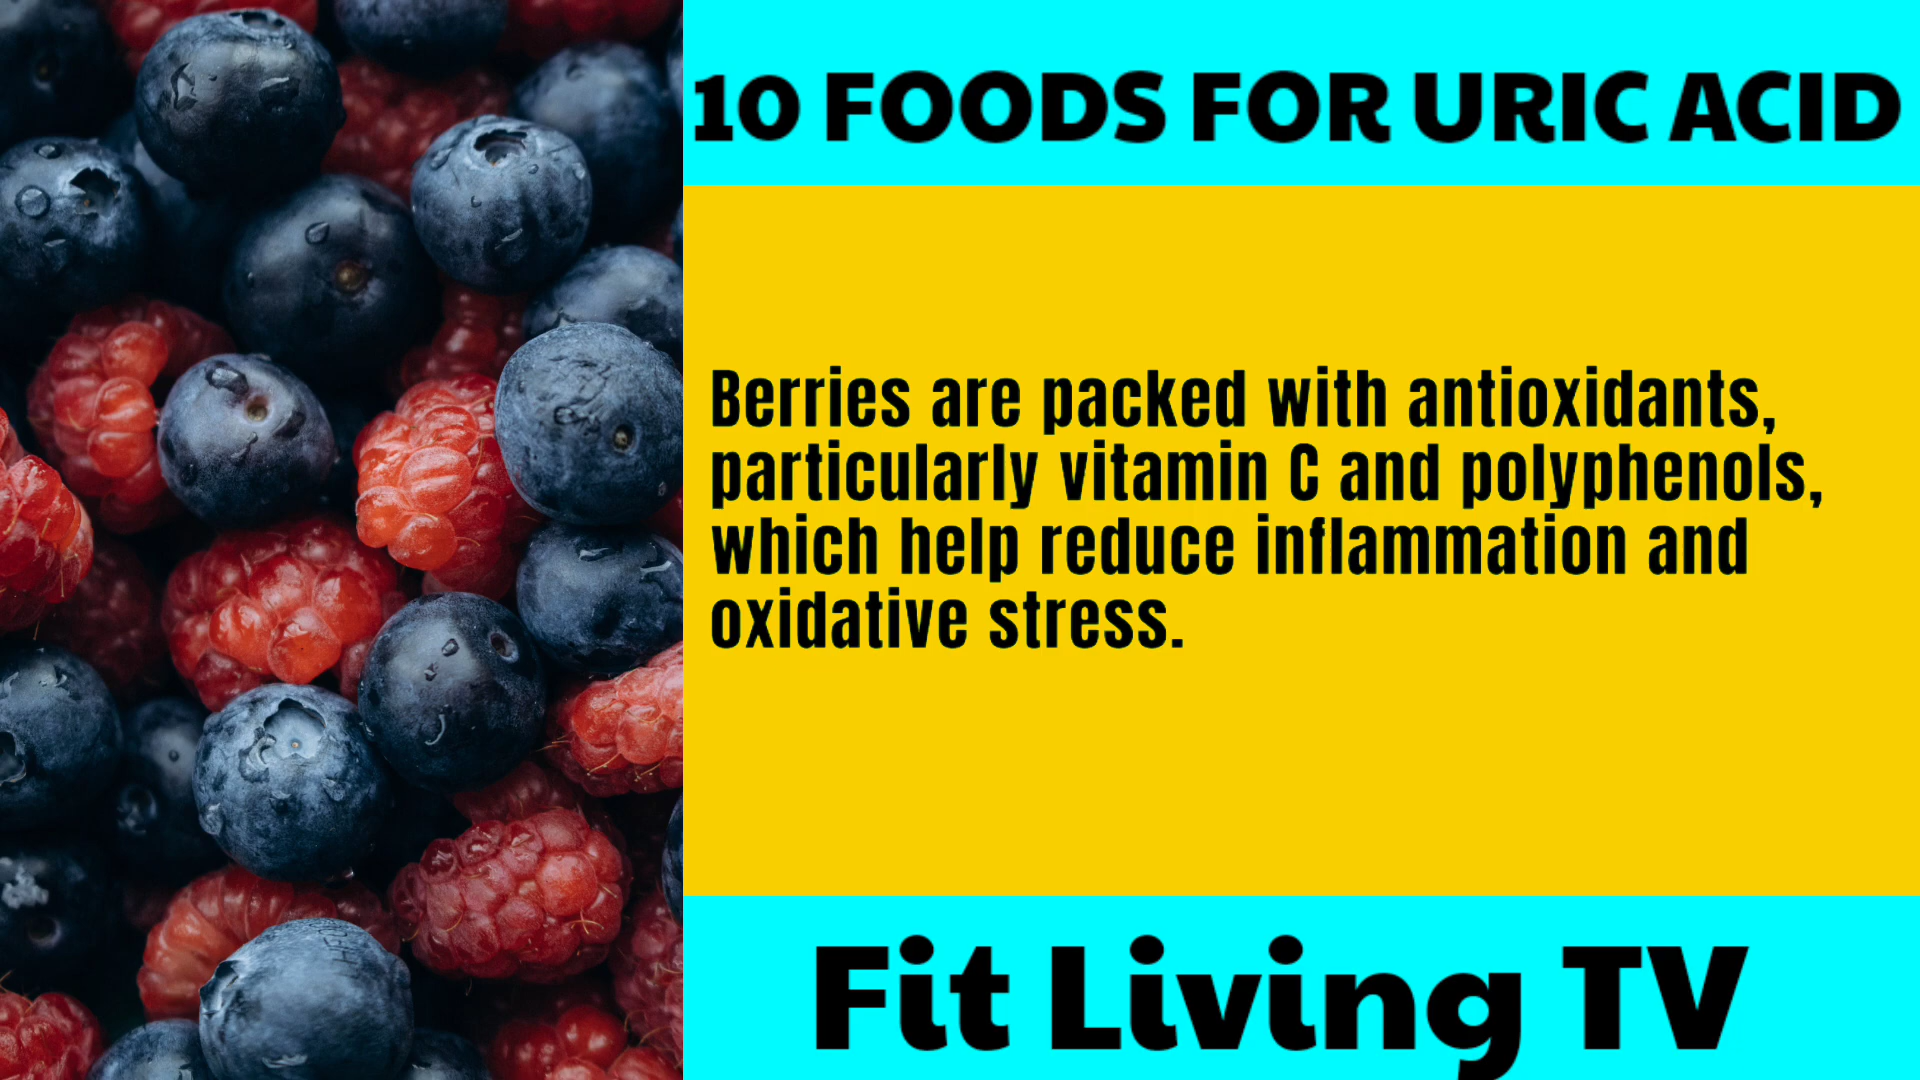 10 FOODS FOR URIC ACID
Berries are packed with antioxidants,
particularly vitamin C and polyphenols,
which help reduce inflammation and
oxidative stress.
Fit Living TV